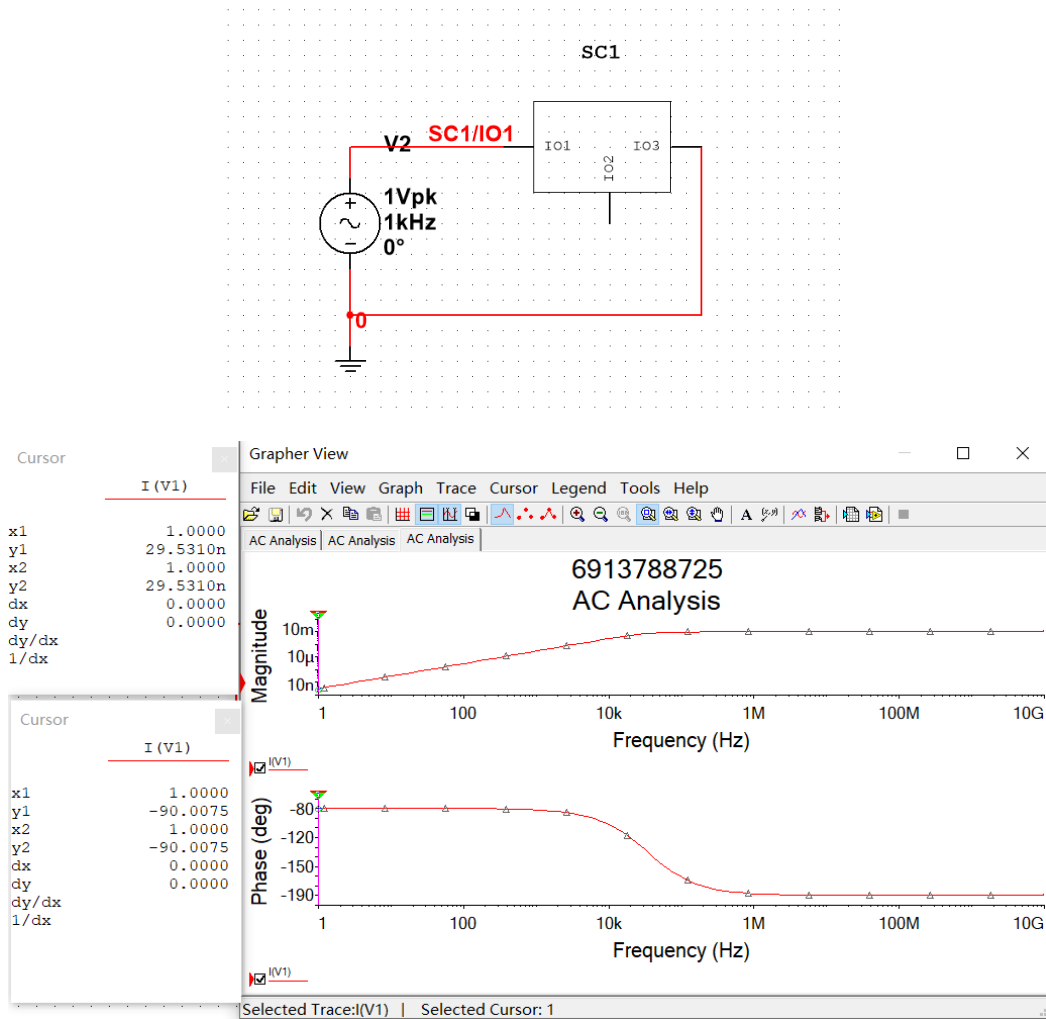 SC1
V2 SC1/IO1
IO1 IO2 IO3
1Vpk
1kHz
0°
0
Cursor
I(V1)
x1 1.0000
y1 29.5310n
x2 1.0000
y2 29.5310n
dx 0.0000
dy 0.0000
dy/dx
1/dx
Cursor
I(V1)
x1 1.0000
y1 -90.0075
x2 1.0000
y2 -90.0075
dx 0.0000
dy 0.0000
dy/dx
1/dx
Grapher View
File Edit View Graph Trace Cursor Legend Tools Help
AC Analysis AC Analysis AC Analysis
6913788725
AC Analysis
Magnitude
10m
10µ
10n
1 100 10k 1M 100M 10G
Frequency (Hz)
I(V1)
Phase (deg)
-80
-120
-150
-190
1 100 10k 1M 100M 10G
Frequency (Hz)
I(V1)
Selected Trace:I(V1) | Selected Cursor: 1